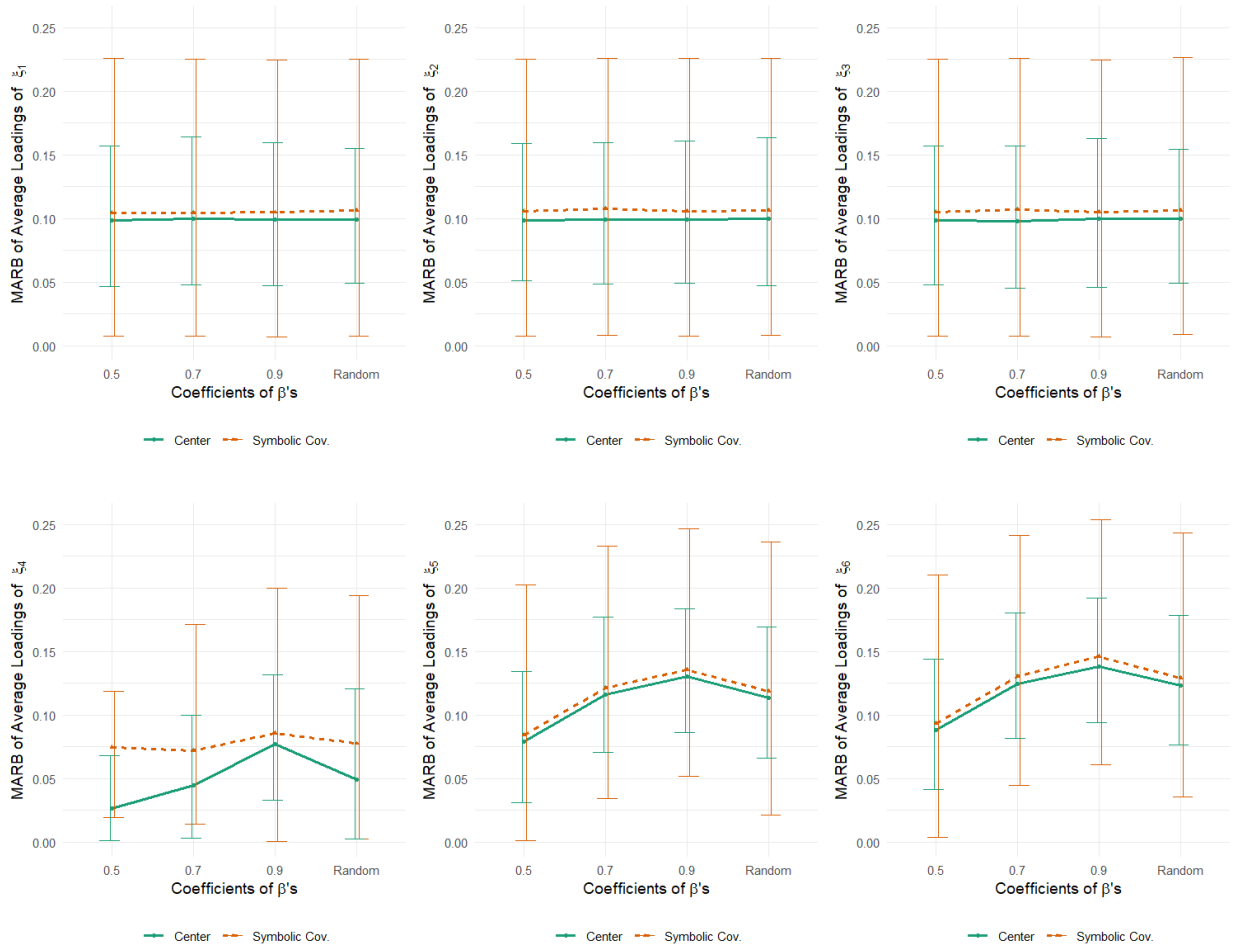 MARB of Average Loadings of ξ1
0.25
0.20
0.15
0.10
0.05
0.00
0.5 0.7 0.9 Random
Coefficients of β's
Center Symbolic Cov.
MARB of Average Loadings of ξ2
0.25
0.20
0.15
0.10
0.05
0.00
0.5 0.7 0.9 Random
Coefficients of β's
Center Symbolic Cov.
MARB of Average Loadings of ξ3
0.25
0.20
0.15
0.10
0.05
0.00
0.5 0.7 0.9 Random
Coefficients of β's
Center Symbolic Cov.
MARB of Average Loadings of ξ4
0.25
0.20
0.15
0.10
0.05
0.00
0.5 0.7 0.9 Random
Coefficients of β's
Center Symbolic Cov.
MARB of Average Loadings of ξ5
0.25
0.20
0.15
0.10
0.05
0.00
0.5 0.7 0.9 Random
Coefficients of β's
Center Symbolic Cov.
MARB of Average Loadings of ξ6
0.25
0.20
0.15
0.10
0.05
0.00
0.5 0.7 0.9 Random
Coefficients of β's
Center Symbolic Cov.